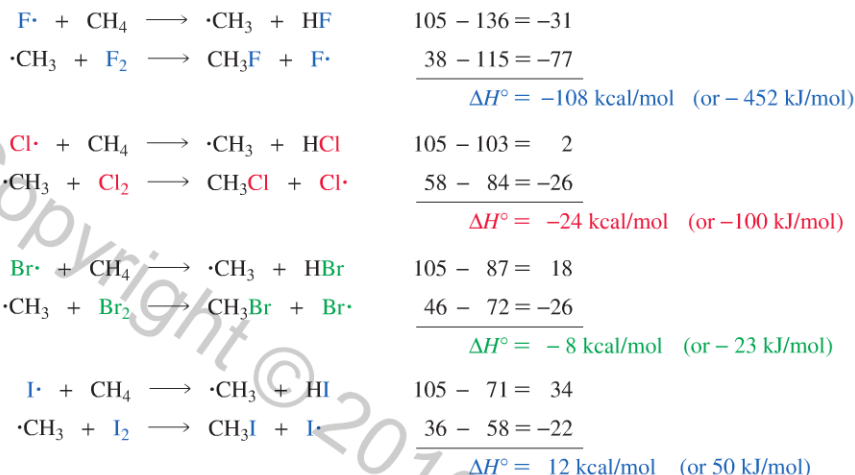 F· + CH₄ ⟶ ·CH₃ + HF 105 – 136 = –31
·CH₃ + F₂ ⟶ CH₃F + F· 38 – 115 = –77
ΔH° = –108 kcal/mol (or – 452 kJ/mol)
Cl· + CH₄ ⟶ ·CH₃ + HCl 105 – 103 = 2
·CH₃ + Cl₂ ⟶ CH₃Cl + Cl· 58 – 84 = –26
ΔH° = –24 kcal/mol (or –100 kJ/mol)
Br· + CH₄ ⟶ ·CH₃ + HBr 105 – 87 = 18
·CH₃ + Br₂ ⟶ CH₃Br + Br· 46 – 72 = –26
ΔH° = – 8 kcal/mol (or – 23 kJ/mol)
I· + CH₄ ⟶ ·CH₃ + HI 105 – 71 = 34
·CH₃ + I₂ ⟶ CH₃I + I· 36 – 58 = –22
ΔH° = 12 kcal/mol (or 50 kJ/mol)
Copyright © 201